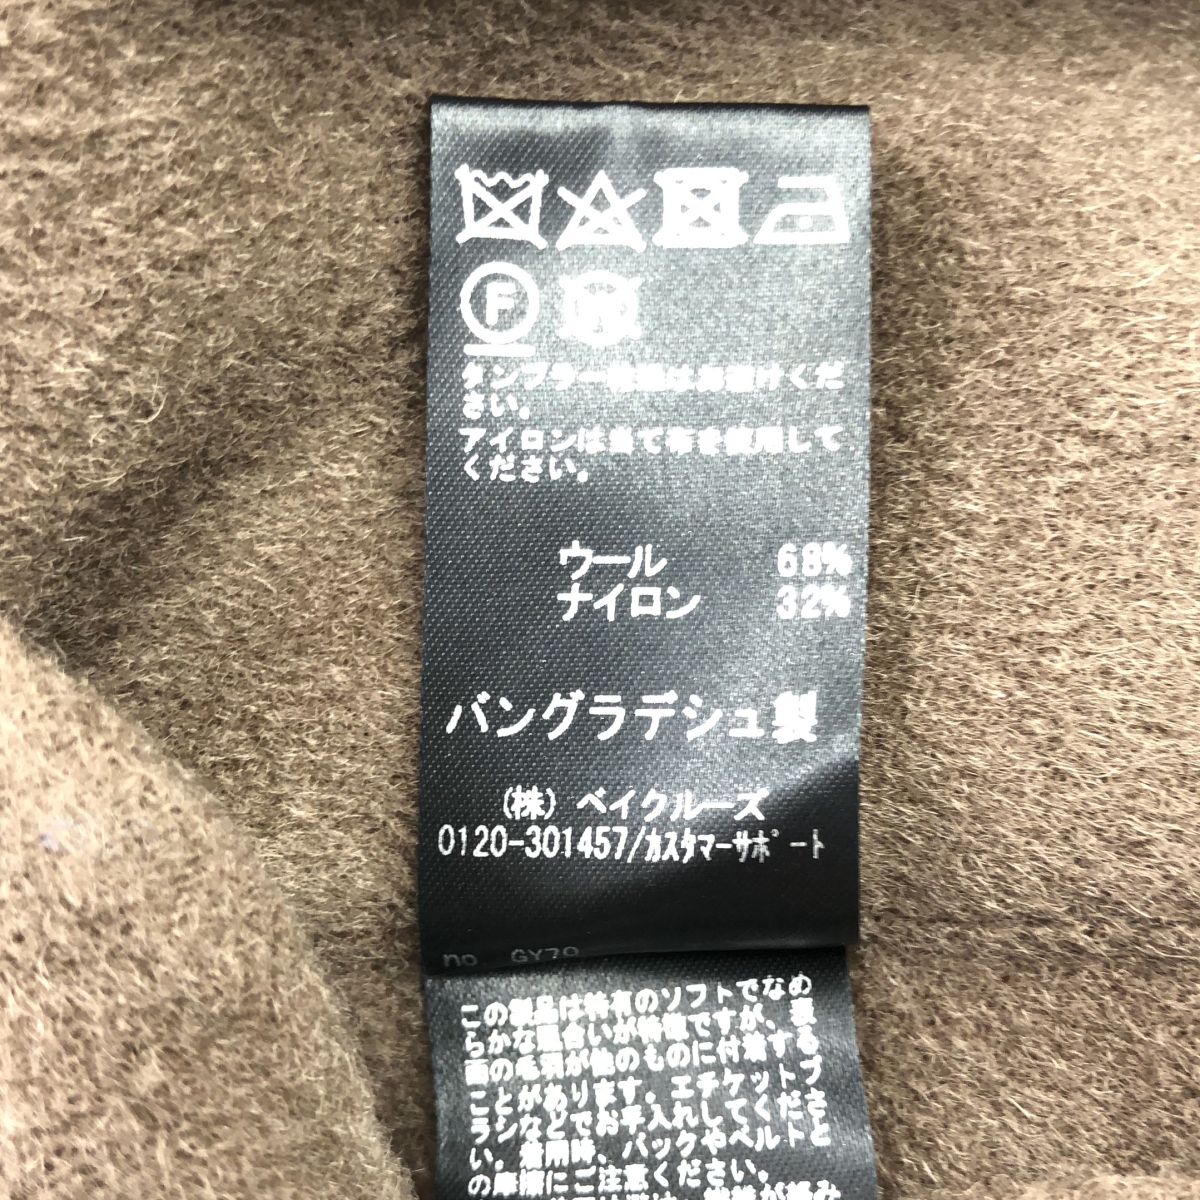 F
W
タンブラー乾燥はお避けくだ
さい。
アイロンは当て布を使用して
ください。
ウール 68%
ナイロン 32%
バングラデシュ製
(株) ベイクルーズ
0120-301457/カスタマーサポート
no GY70
この製品は特有のソフトでなめ
らかな風合いが特徴ですが、表
面の毛羽が他のものに付着する
ことがあります。エチケットブ
ラシなどでお手入れしてくださ
い。着用時、バックやベルトと
の摩擦にご注意ください。